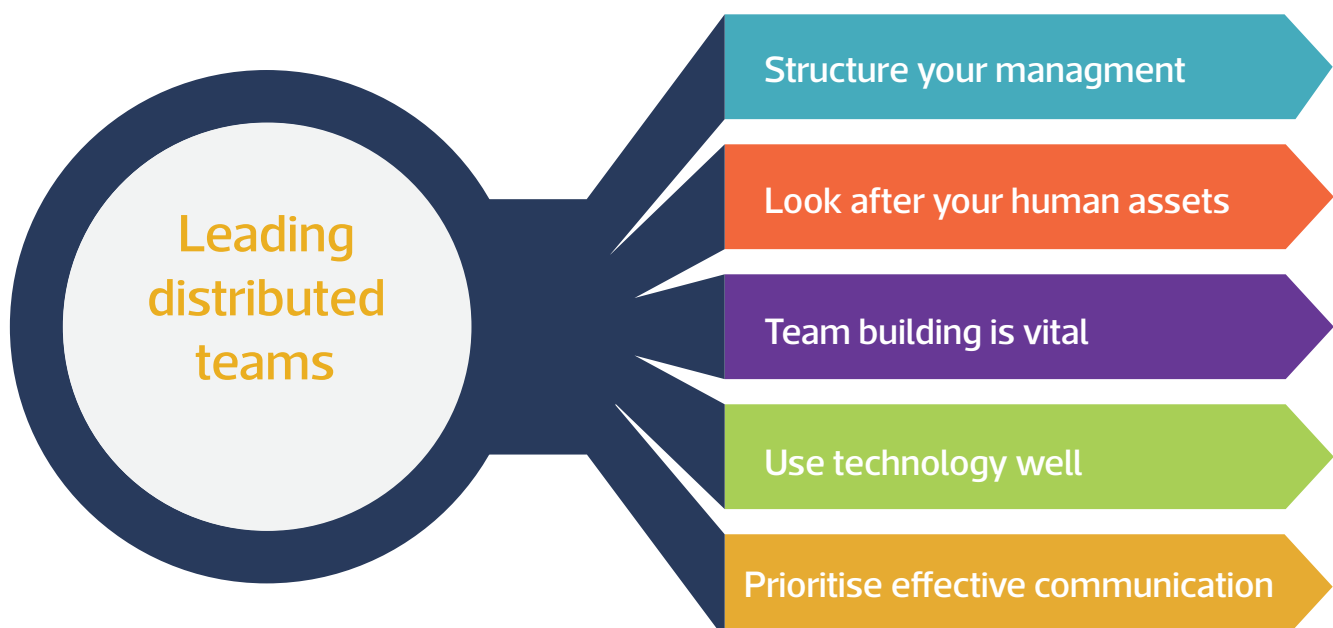 Leading
distributed
teams
Structure your managment
Look after your human assets
Team building is vital
Use technology well
Prioritise effective communication